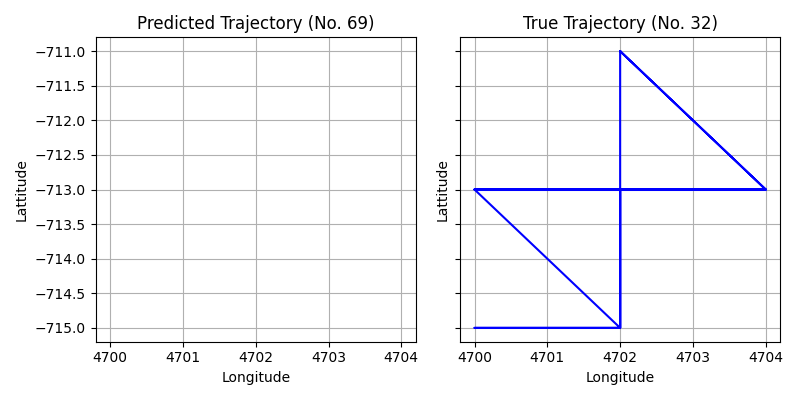 Predicted Trajectory (No. 69)
Lattitude
−711.0
−711.5
−712.0
−712.5
−713.0
−713.5
−714.0
−714.5
−715.0
4700 4701 4702 4703 4704
Longitude
True Trajectory (No. 32)
Lattitude
4700 4701 4702 4703 4704
Longitude